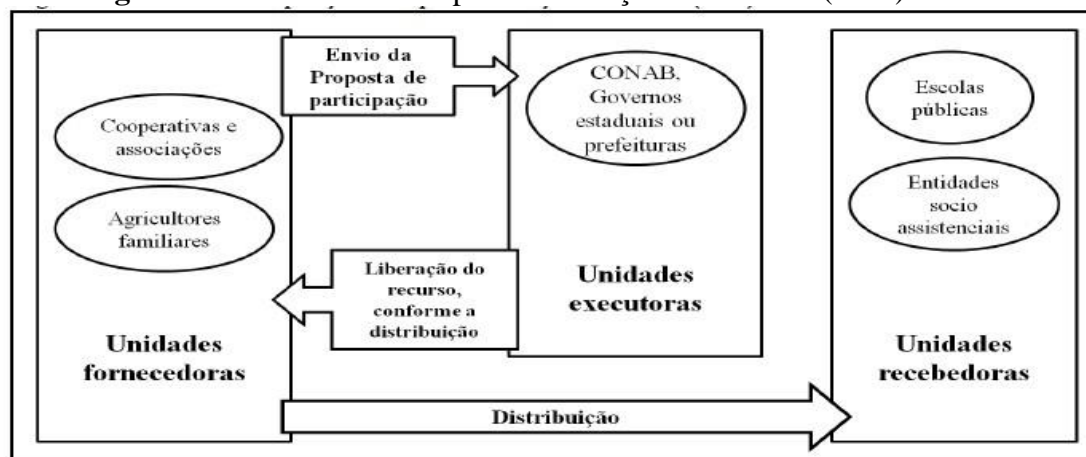 Envio da
Proposta de
participação
CONAB,
Governos
estaduais ou
prefeituras
Escolas
públicas
Cooperativas e
associações
Entidades
socio
assistenciais
Agricultores
familiares
Liberação do
recurso,
conforme a
distribuição
Unidades
executoras
Unidades
fornecedoras
Unidades
recebedoras
Distribuição